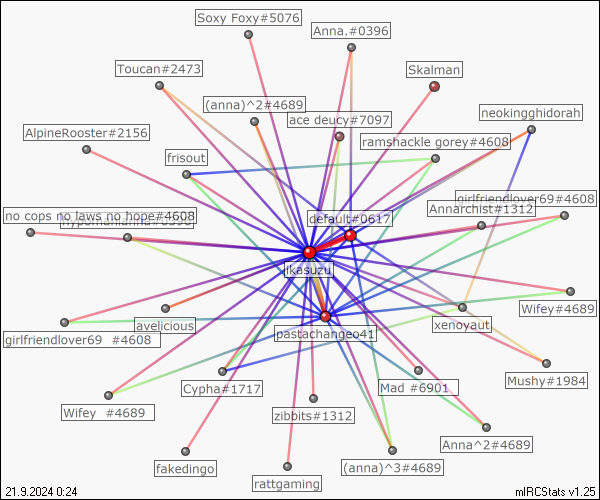 Soxy Foxy#5076
Anna.#0396
Toucan#2473
Skalman
(anna)^2#4689
neokingghidorah
ace deucy#7097
AlpineRooster#2156
ramshackle gorey#4608
frisout
girlfriendlover69#4608
Annarchist#1312
no cops no laws no hope#4608
default#0617
jikasuzu
Wifey#4689
avelicious
xenoyaut
girlfriendlover69 #4608
pastachangeo41
Mushy#1984
Cypha#1717
Mad #6901
Wifey #4689
zibbits#1312
Anna^2#4689
fakedingo
(anna)^3#4689
rattgaming
21.9.2024 0:24
mIRCStats v1.25